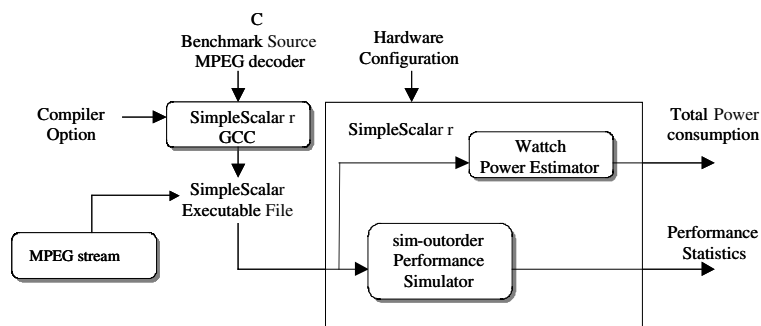 C
Benchmark Source
MPEG decoder
Hardware
Configuration
Compiler
Option
SimpleScalar r
GCC
SimpleScalar r
Total Power
consumption
Wattch
Power Estimator
SimpleScalar
Executable File
MPEG stream
sim-outorder
Performance
Simulator
Performance
Statistics